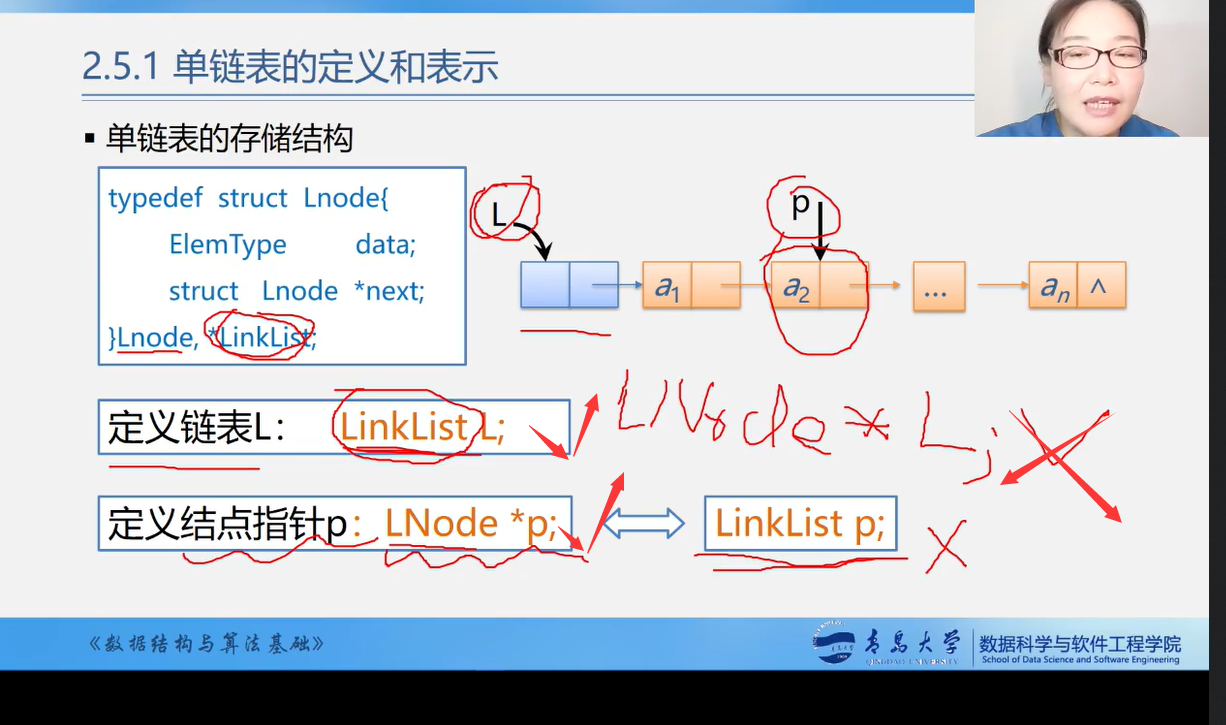 2.5.1 单链表的定义和表示
▪ 单链表的存储结构
typedef struct Lnode{
ElemType data;
struct Lnode *next;
}Lnode, *LinkList;
L
p
a1
a2
...
an ∧
定义链表L： LinkList L;
LNode * L;
定义结点指针p： LNode *p;
LinkList p;
《数据结构与算法基础》
青岛大学
QINGDAO UNIVERSITY
数据科学与软件工程学院
School of Data Science and Software Engineering